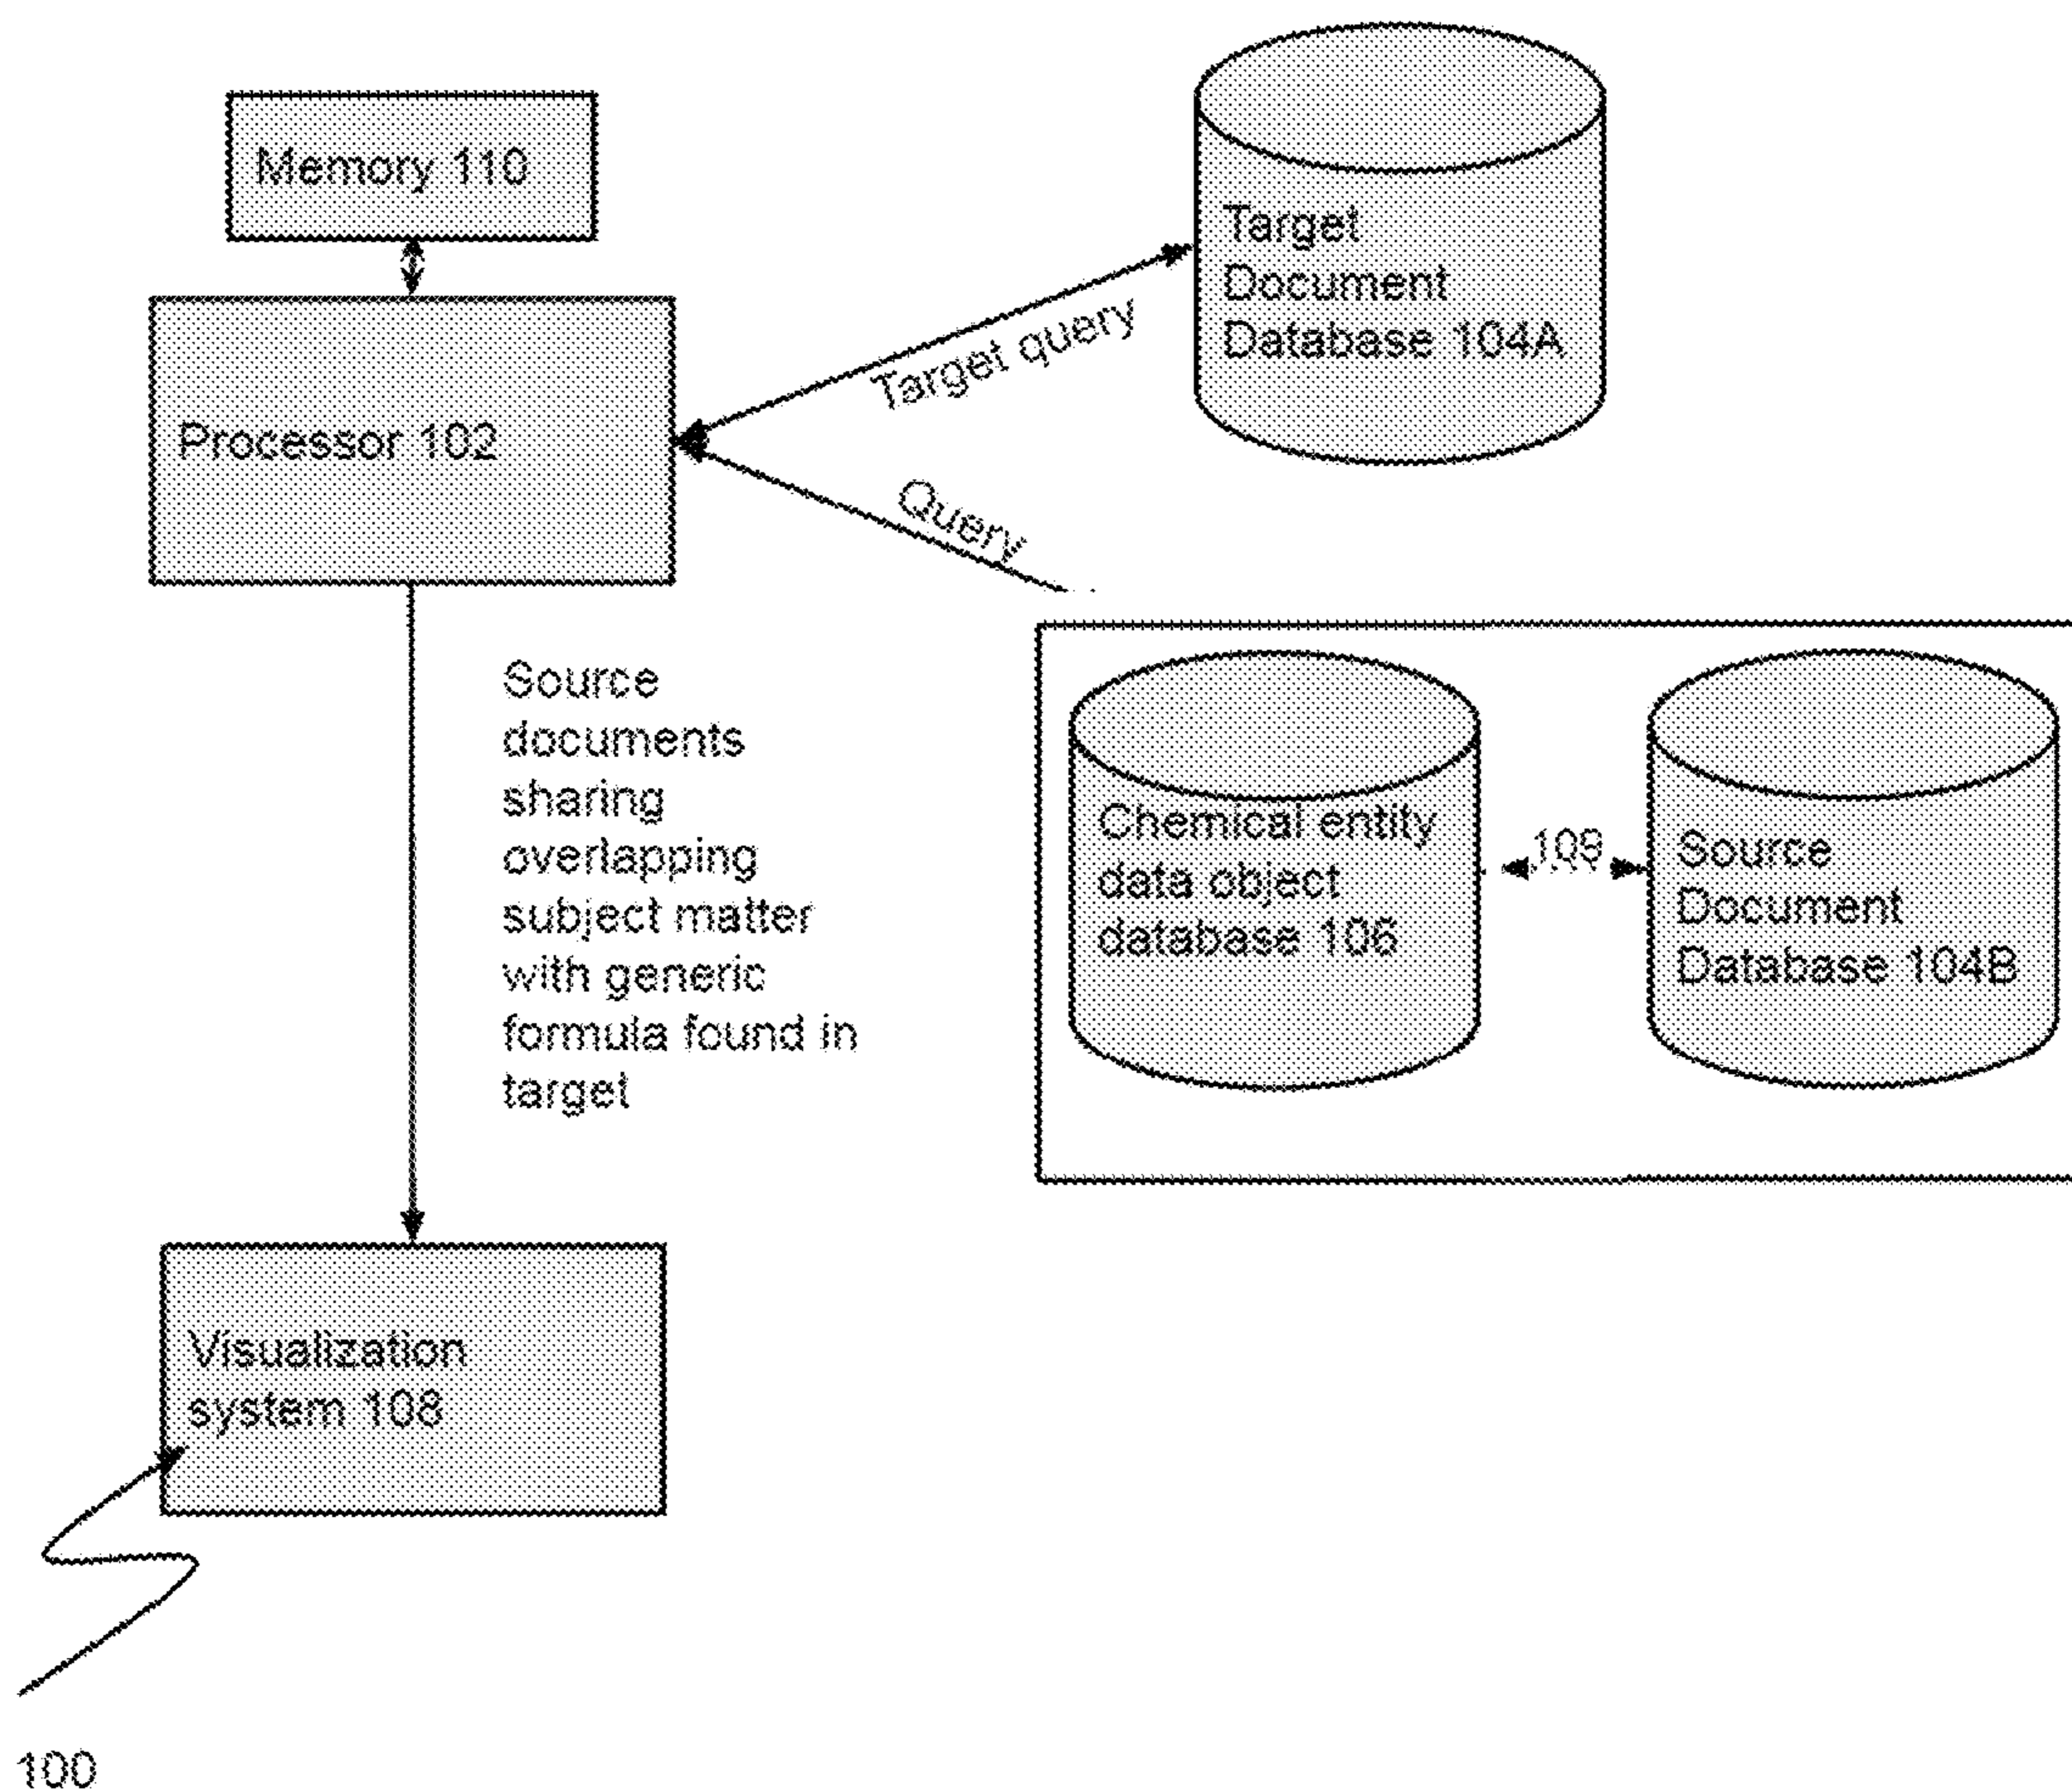 Memory 110
Target
Document
Database 104A
Target query
Processor 102
Query
Source
documents
sharing
overlapping
subject matter
with generic
formula found in
target
Chemical entity
data object
database 106
109
Source
Document
Database 104B
Visualization
system 108
100